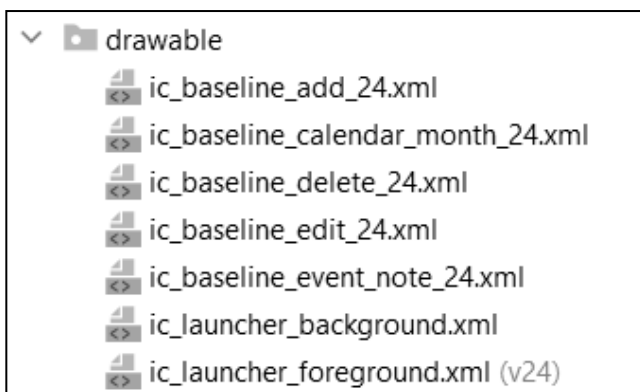 drawable
ic_baseline_add_24.xml
ic_baseline_calendar_month_24.xml
ic_baseline_delete_24.xml
ic_baseline_edit_24.xml
ic_baseline_event_note_24.xml
ic_launcher_background.xml
ic_launcher_foreground.xml (v24)